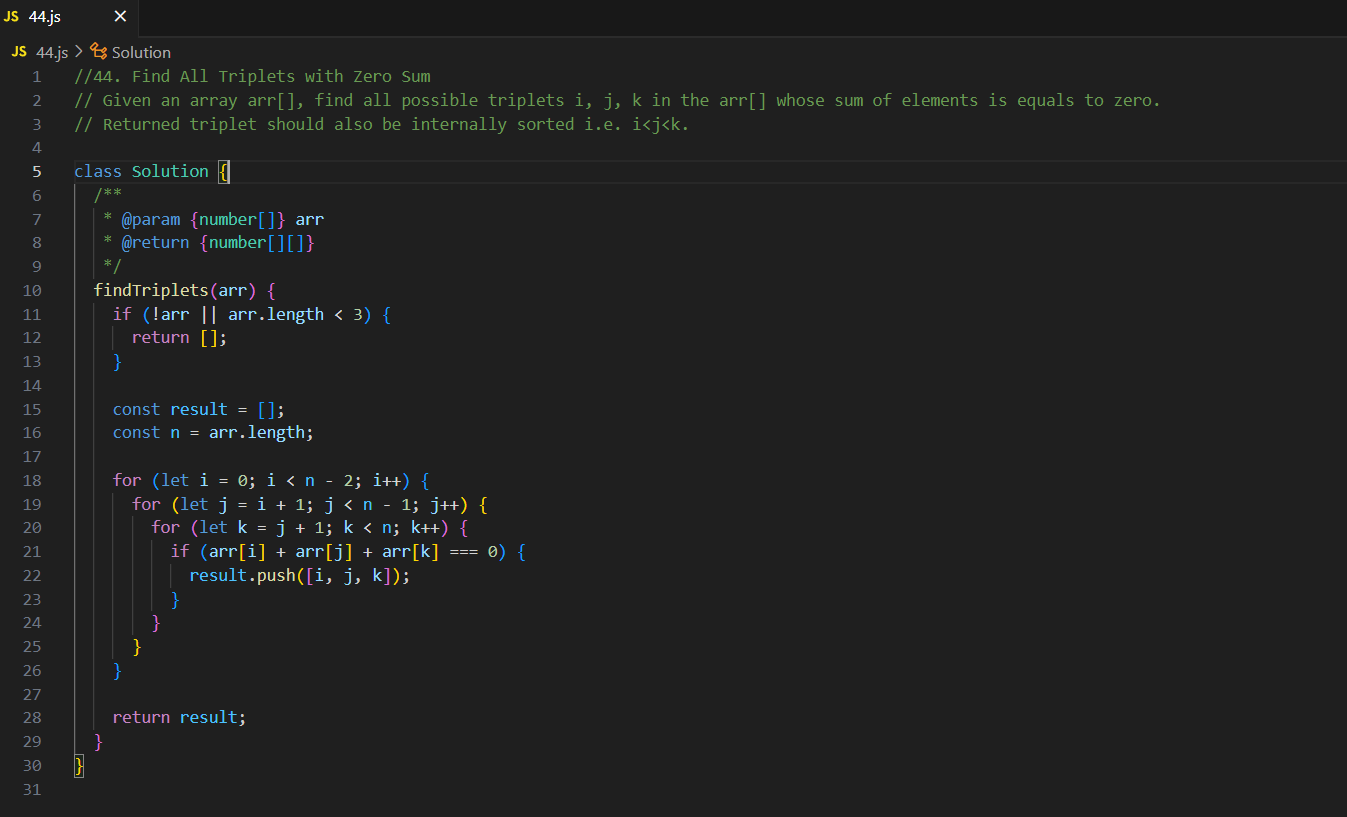 JS 44.js ×
JS 44.js > Solution
1 //44. Find All Triplets with Zero Sum
2 // Given an array arr[], find all possible triplets i, j, k in the arr[] whose sum of elements is equals to zero.
3 // Returned triplet should also be internally sorted i.e. i<j<k.
4
5 class Solution {
6   /**
7    * @param {number[]} arr
8    * @return {number[][]}
9    */
10   findTriplets(arr) {
11     if (!arr || arr.length < 3) {
12       return [];
13     }
14
15     const result = [];
16     const n = arr.length;
17
18     for (let i = 0; i < n - 2; i++) {
19       for (let j = i + 1; j < n - 1; j++) {
20         for (let k = j + 1; k < n; k++) {
21           if (arr[i] + arr[j] + arr[k] === 0) {
22             result.push([i, j, k]);
23           }
24         }
25       }
26     }
27
28     return result;
29   }
30 }
31